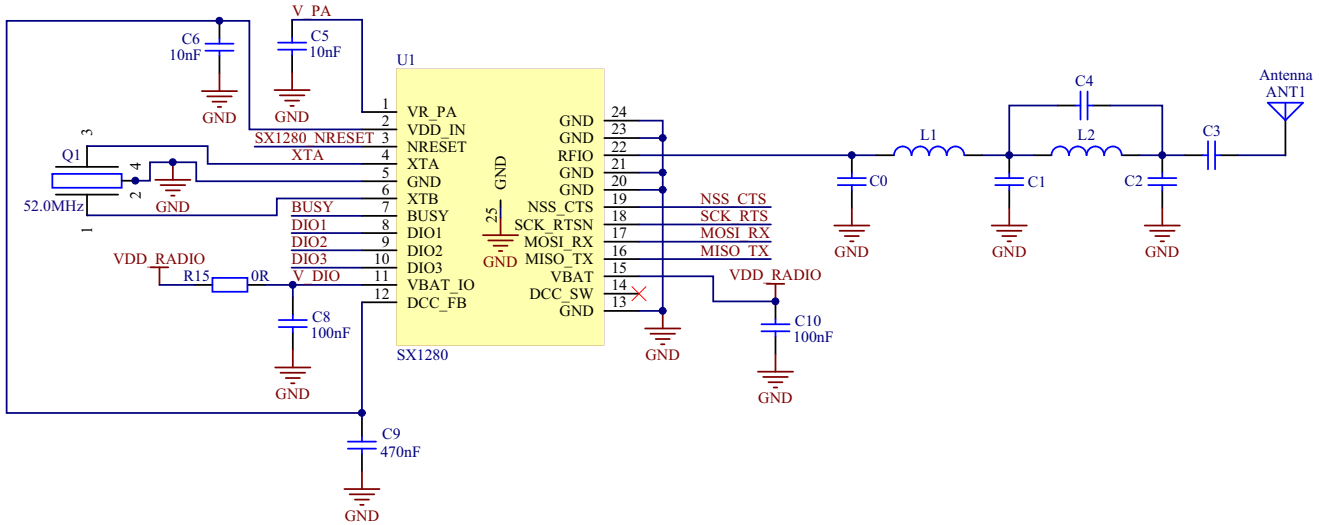 V_PA
C6
10nF
GND
C5
10nF
GND
U1
1
VR_PA
2
VDD_IN
SX1280_NRESET
3
NRESET
XTA
4
XTA
5
GND
6
XTB
BUSY
7
BUSY
DIO1
8
DIO1
DIO2
9
DIO2
DIO3
10
DIO3
V_DIO
11
VBAT_IO
12
DCC_FB
GND
25
GND
GND
24
GND
23
RFIO
22
GND
21
GND
20
NSS_CTS
19
NSS_CTS
SCK_RTSN
18
SCK_RTS
MOSI_RX
17
MOSI_RX
MISO_TX
16
MISO_TX
VBAT
15
DCC_SW
14
GND
13
SX1280
3
Q1
4
2
52.0MHz
1
GND
VDD_RADIO
R15
0R
C8
100nF
GND
C9
470nF
GND
GND
VDD_RADIO
C10
100nF
GND
C0
GND
L1
C1
GND
C4
L2
C2
GND
C3
Antenna
ANT1